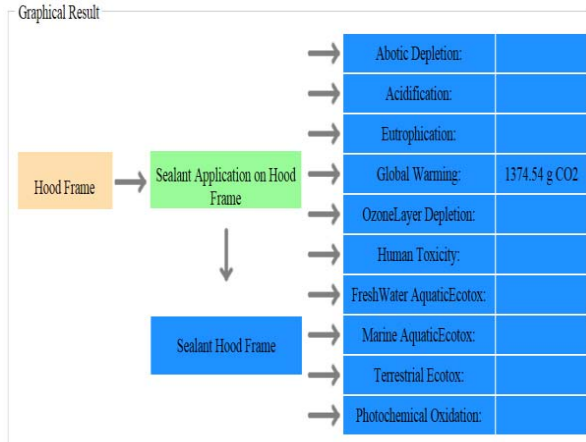 Graphical Result
Abotic Depletion:
Acidification:
Eutrophication:
Hood Frame
Sealant Application on Hood
Frame
Global Warming: 1374.54 g CO2
OzoneLayer Depletion:
Human Toxicity:
FreshWater AquaticEcotox:
Sealant Hood Frame
Marine AquaticEcotox:
Terrestrial Ecotox:
Photochemical Oxidation: